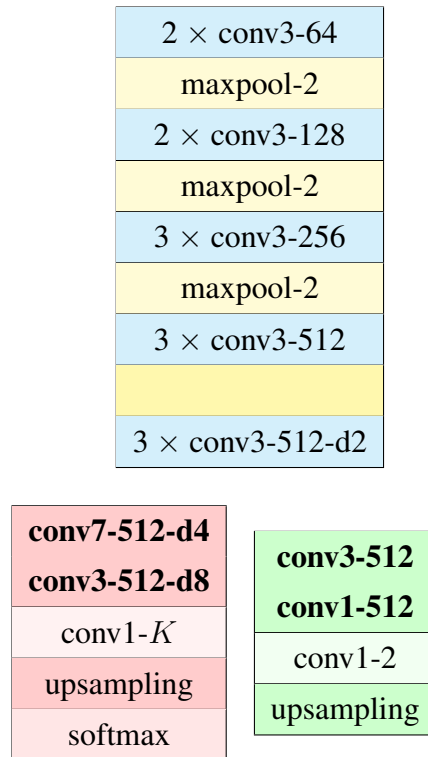 2 × conv3-64
maxpool-2
2 × conv3-128
maxpool-2
3 × conv3-256
maxpool-2
3 × conv3-512
3 × conv3-512-d2
conv7-512-d4
conv3-512-d8
conv1-K
upsampling
softmax
conv3-512
conv1-512
conv1-2
upsampling